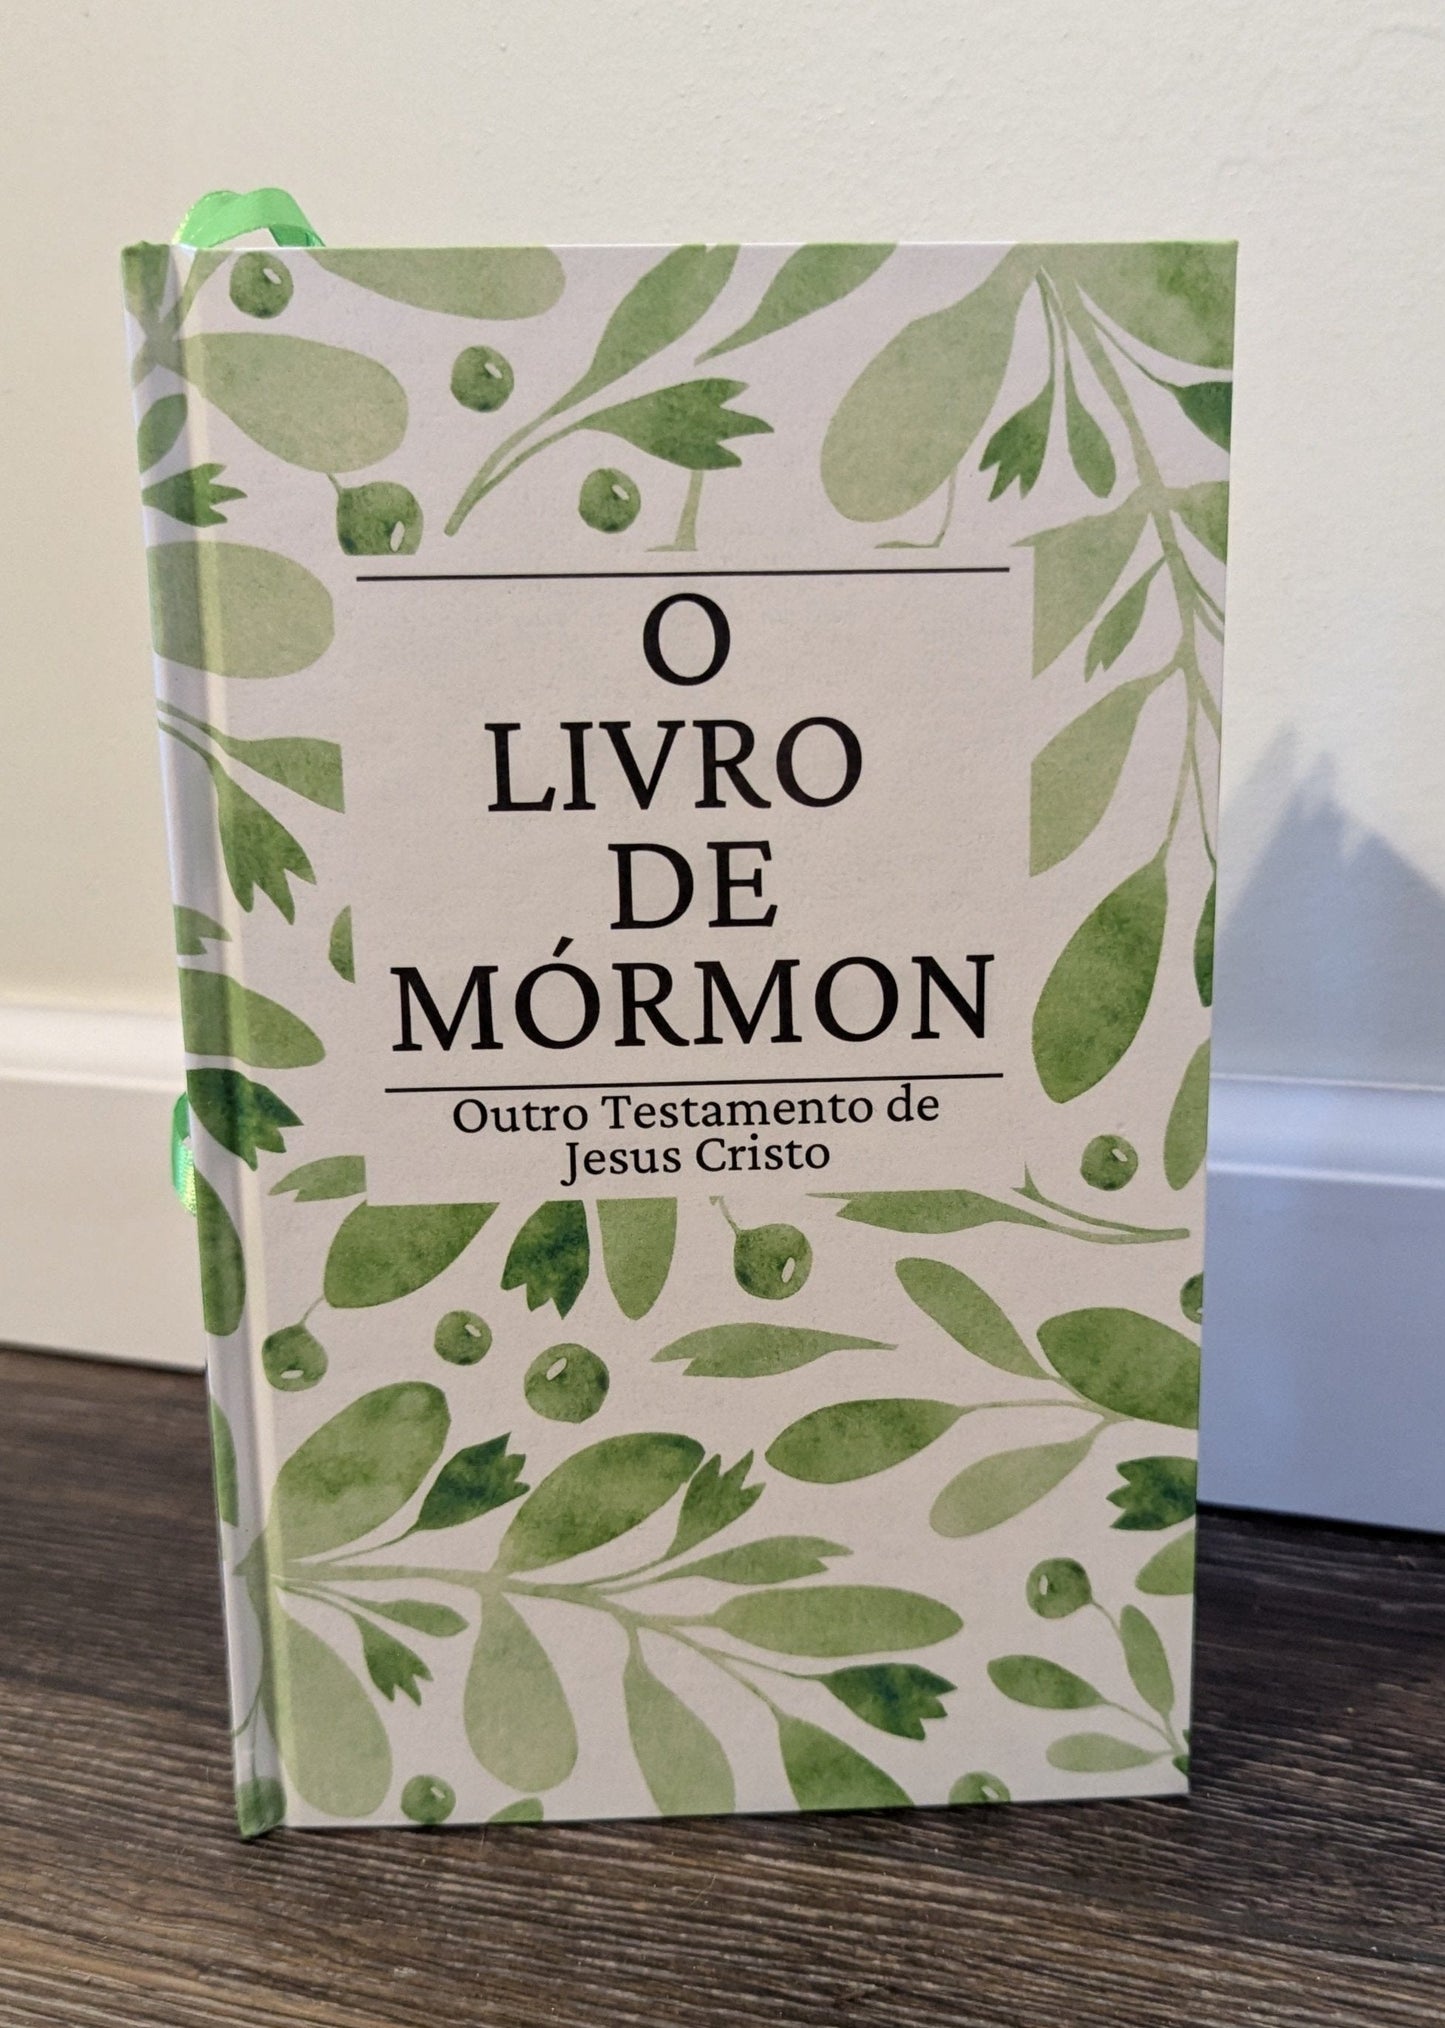 O
LIVRO
DE
MÓRMON
Outro Testamento de
Jesus Cristo